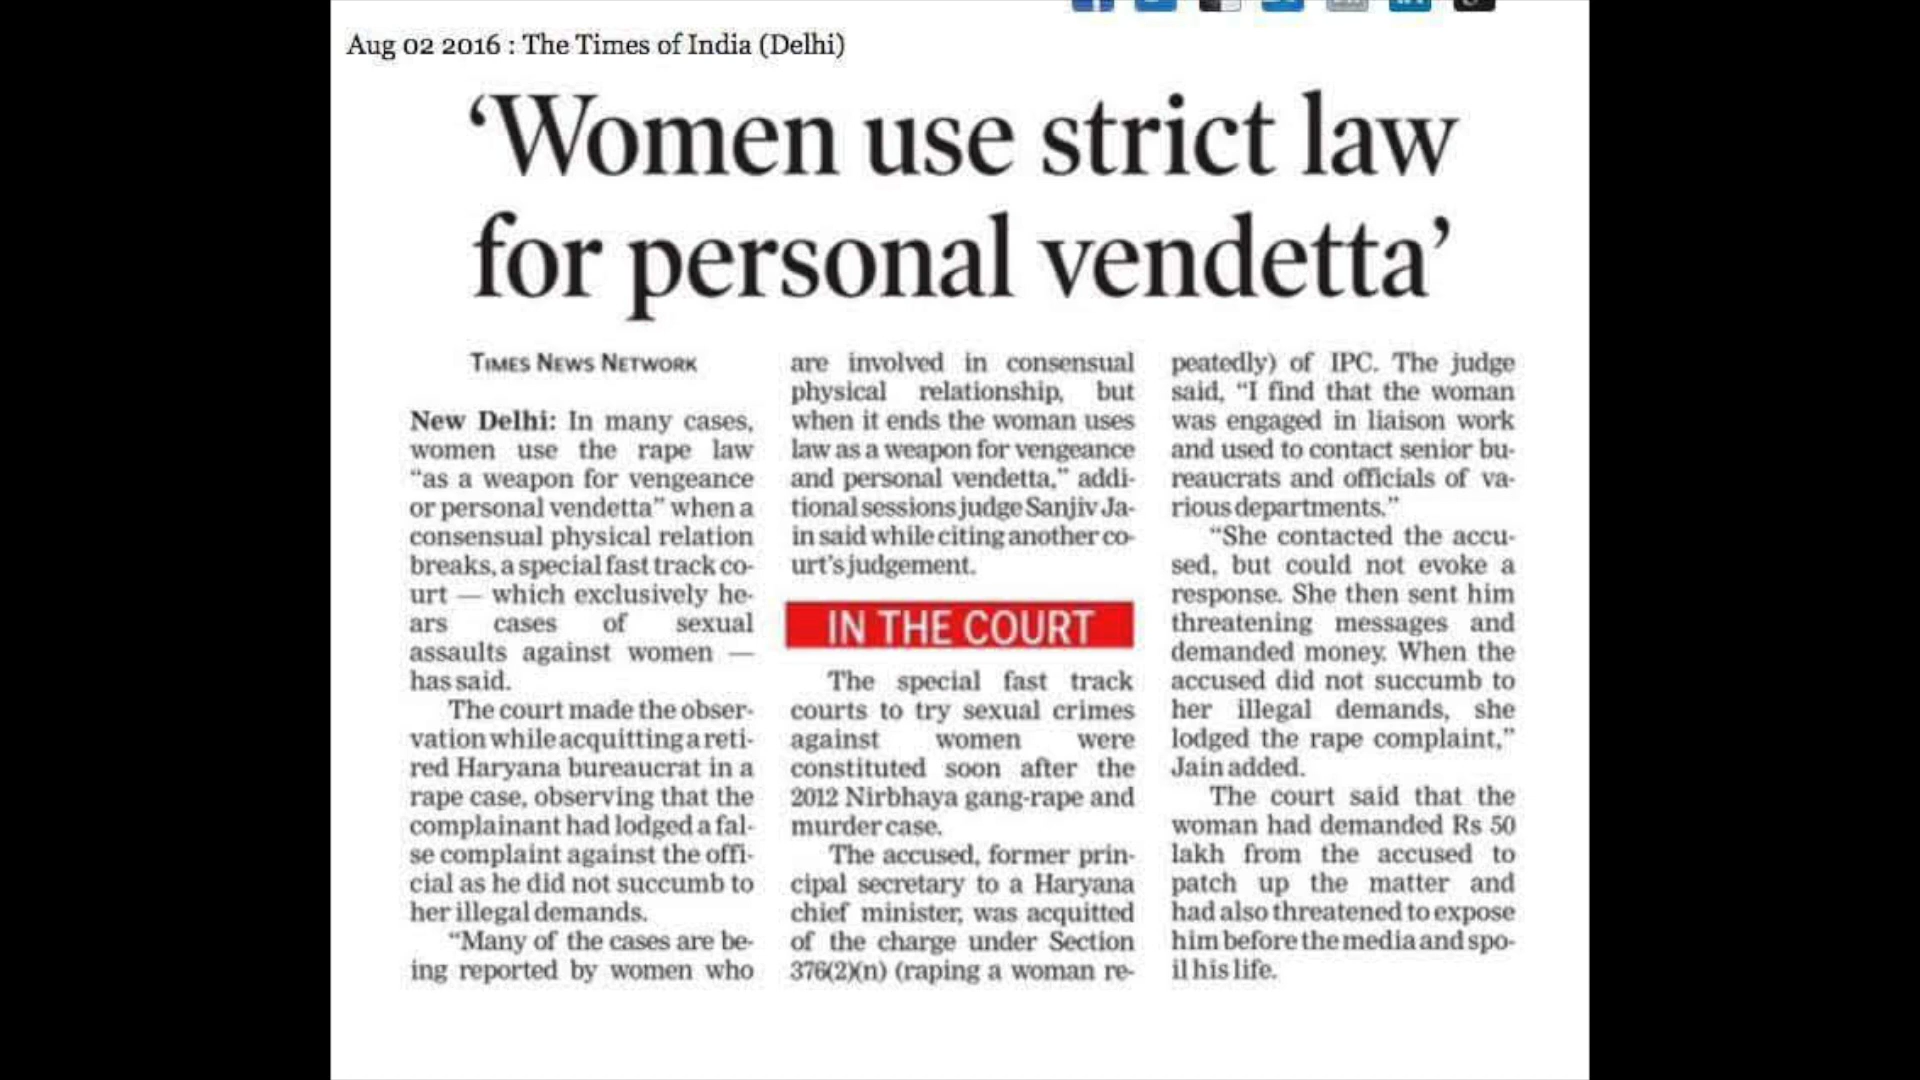 Aug 02 2016 : The Times of India (Delhi)
‘Women use strict law
for personal vendetta’
TIMES NEWS NETWORK
New Delhi: In many cases,
women use the rape law
“as a weapon for vengeance
or personal vendetta” when a
consensual physical relation
breaks, a special fast track co-
urt — which exclusively he-
ars cases of sexual
assaults against women —
has said.
The court made the obser-
vation while acquitting a reti-
red Haryana bureaucrat in a
rape case, observing that the
complainant had lodged a fal-
se complaint against the offi-
cial as he did not succumb to
her illegal demands.
“Many of the cases are be-
ing reported by women who
are involved in consensual
physical relationship, but
when it ends the woman uses
law as a weapon for vengeance
and personal vendetta,” addi-
tional sessions judge Sanjiv Ja-
in said while citing another co-
urt’s judgement.
IN THE COURT
The special fast track
courts to try sexual crimes
against women were
constituted soon after the
2012 Nirbhaya gang-rape and
murder case.
The accused, former prin-
cipal secretary to a Haryana
chief minister, was acquitted
of the charge under Section
376(2)(n) (raping a woman re-
peatedly) of IPC. The judge
said, “I find that the woman
was engaged in liaison work
and used to contact senior bu-
reaucrats and officials of va-
rious departments.”
“She contacted the accu-
sed, but could not evoke a
response. She then sent him
threatening messages and
demanded money. When the
accused did not succumb to
her illegal demands, she
lodged the rape complaint,”
Jain added.
The court said that the
woman had demanded Rs 50
lakh from the accused to
patch up the matter and
had also threatened to expose
him before the media and spo-
il his life.